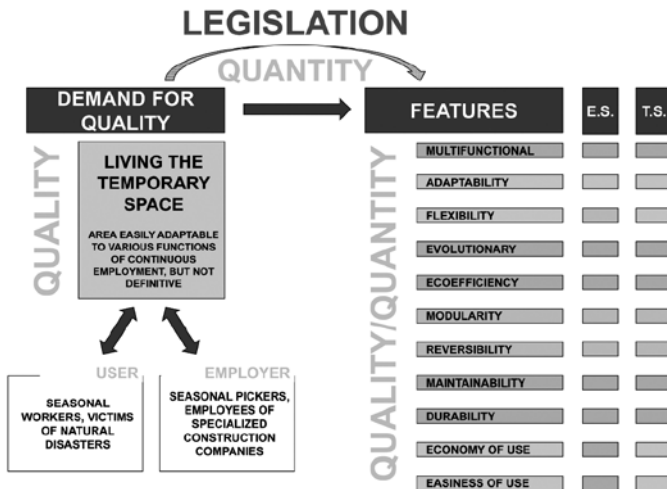 LEGISLATION
QUANTITY
DEMAND FOR
QUALITY
FEATURES
E.S.
T.S.
QUALITY
LIVING THE
TEMPORARY
SPACE
AREA EASILY ADAPTABLE
TO VARIOUS FUNCTIONS
OF CONTINUOUS
EMPLOYMENT, BUT NOT
DEFINITIVE
USER
SEASONAL
WORKERS, VICTIMS
OF NATURAL
DISASTERS
EMPLOYER
SEASONAL PICKERS,
EMPLOYEES OF
SPECIALIZED
CONSTRUCTION
COMPANIES
QUALITY/QUANTITY
MULTIFUNCTIONAL
ADAPTABILITY
FLEXIBILITY
EVOLUTIONARY
ECOEFFICIENCY
MODULARITY
REVERSIBILITY
MAINTAINABILITY
DURABILITY
ECONOMY OF USE
EASINESS OF USE